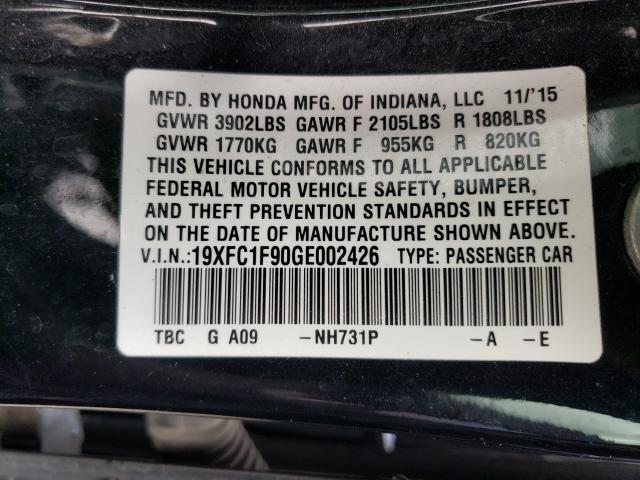 MFD. BY HONDA MFG. OF INDIANA, LLC 11/'15
GVWR 3902LBS GAWR F 2105LBS R 1808LBS
GVWR 1770KG GAWR F 955KG R 820KG
THIS VEHICLE CONFORMS TO ALL APPLICABLE
FEDERAL MOTOR VEHICLE SAFETY, BUMPER,
AND THEFT PREVENTION STANDARDS IN EFFECT
ON THE DATE OF MANUFACTURE SHOWN ABOVE.
V.I.N.:19XFC1F90GE002426 TYPE: PASSENGER CAR
TBC G A09 -NH731P -A -E